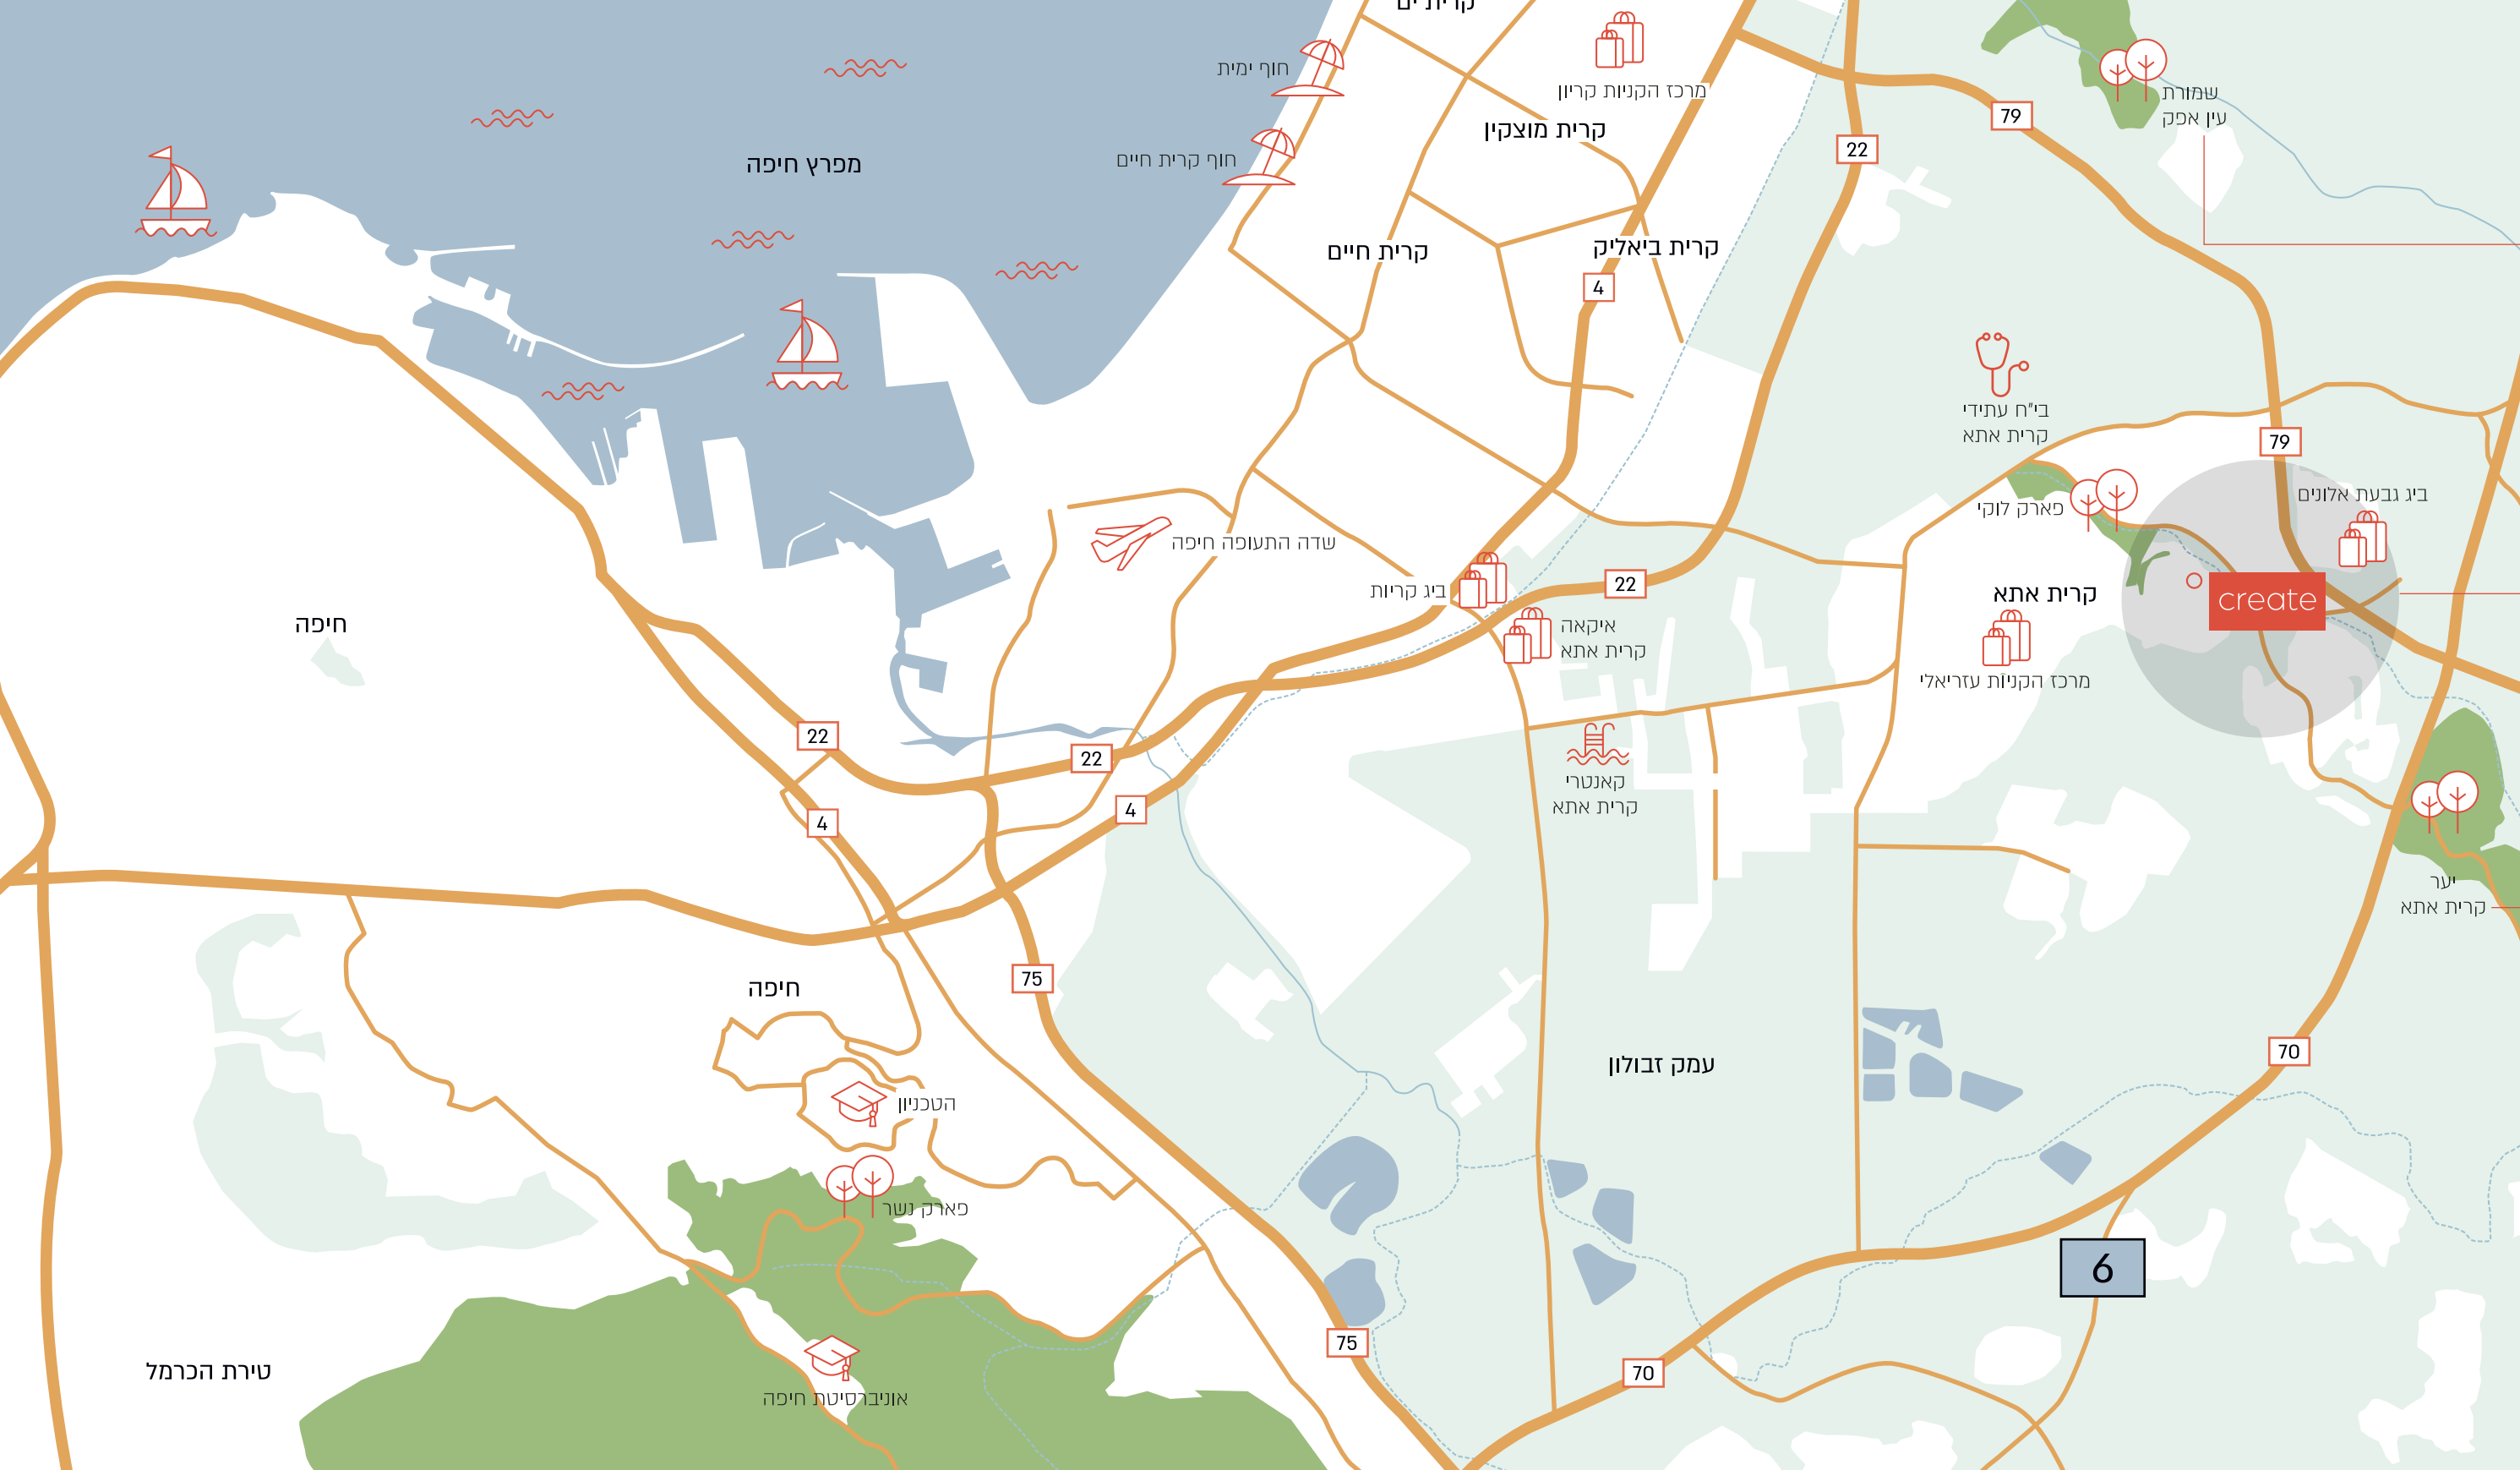 קרית ים
חוף ימית
מרכז הקניות קריון
שמורת
עין אפק
79
קרית מוצקין
22
מפרץ חיפה
חוף קרית חיים
קרית חיים
קרית ביאליק
4
בי"ח עתידי
קרית אתא
79
ביג גבעת אלונים
פארק לוקי
שדה התעופה חיפה
ביג קריות
22
קרית אתא
create
חיפה
איקאה
קרית אתא
מרכז הקניות עזריאלי
22
22
קאנטרי
קרית אתא
4
4
יער
קרית אתא
75
חיפה
70
עמק זבולון
הטכניון
פארק נשר
6
75
70
טירת הכרמל
אוניברסיטת חיפה